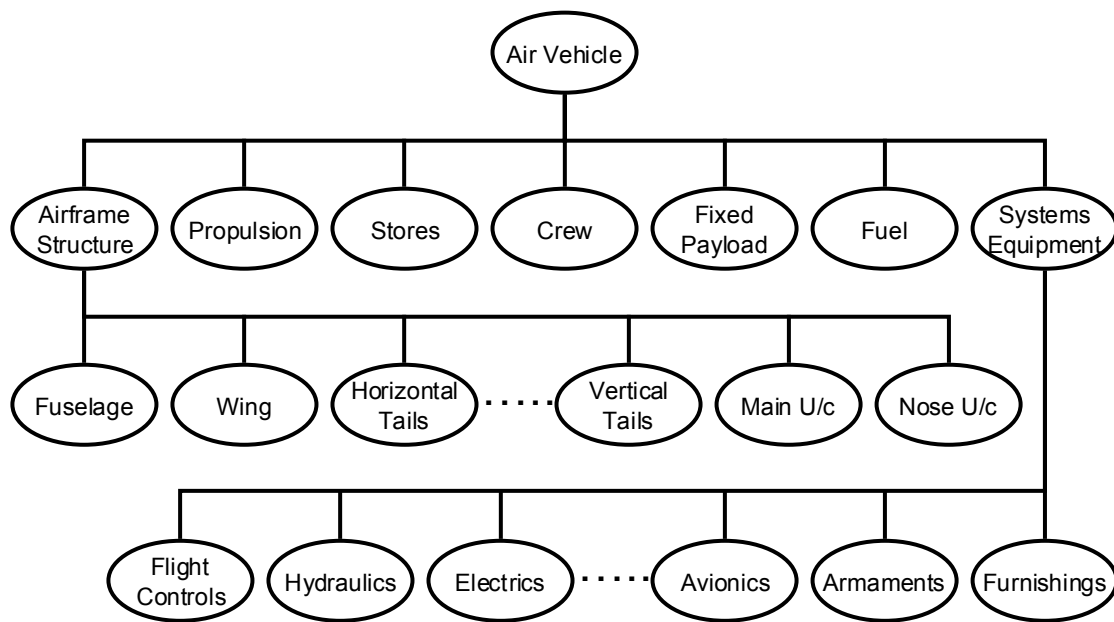 Air Vehicle
Airframe
Structure
Propulsion
Stores
Crew
Fixed
Payload
Fuel
Systems
Equipment
Fuselage
Wing
Horizontal
Tails
Vertical
Tails
Main U/c
Nose U/c
Flight
Controls
Hydraulics
Electrics
Avionics
Armaments
Furnishings